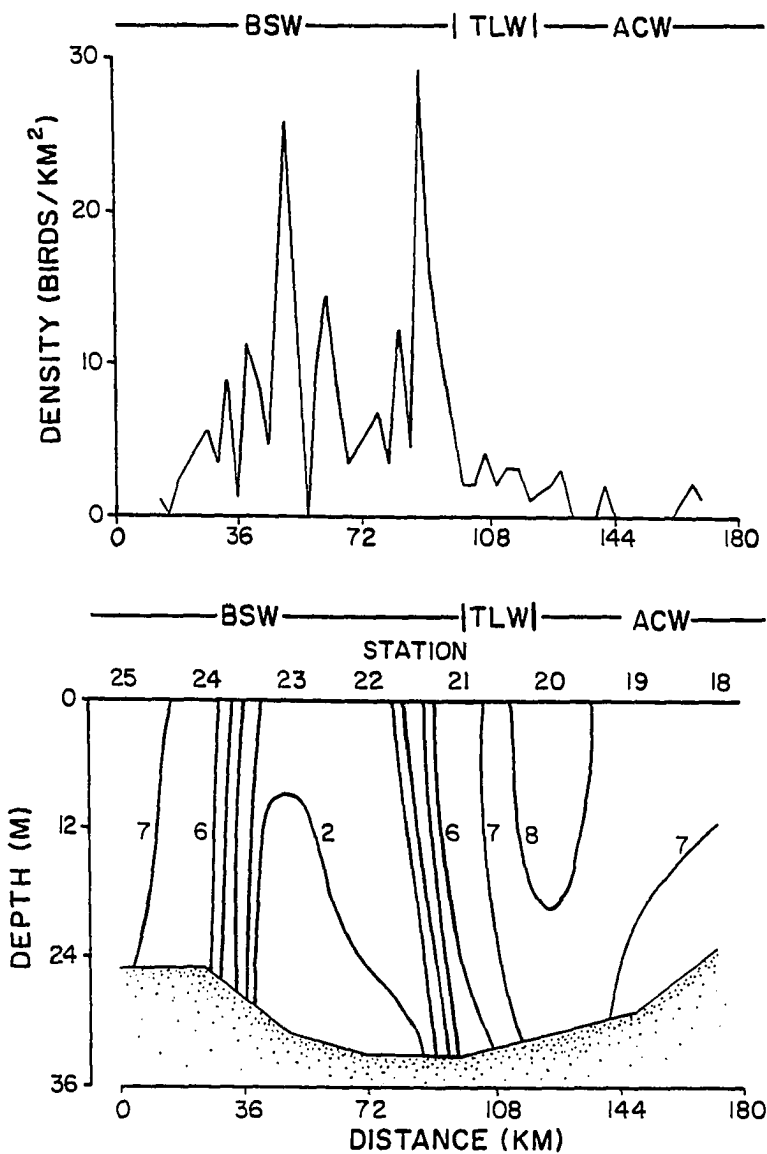 BSW | TLW | ACW
30
20
10
0
DENSITY (BIRDS/KM²)
0 36 72 108 144 180
BSW |TLW| ACW
STATION
25 24 23 22 21 20 19 18
0
12
24
36
DEPTH (M)
7 6 2 6 7 8 7
0 36 72 108 144 180
DISTANCE (KM)